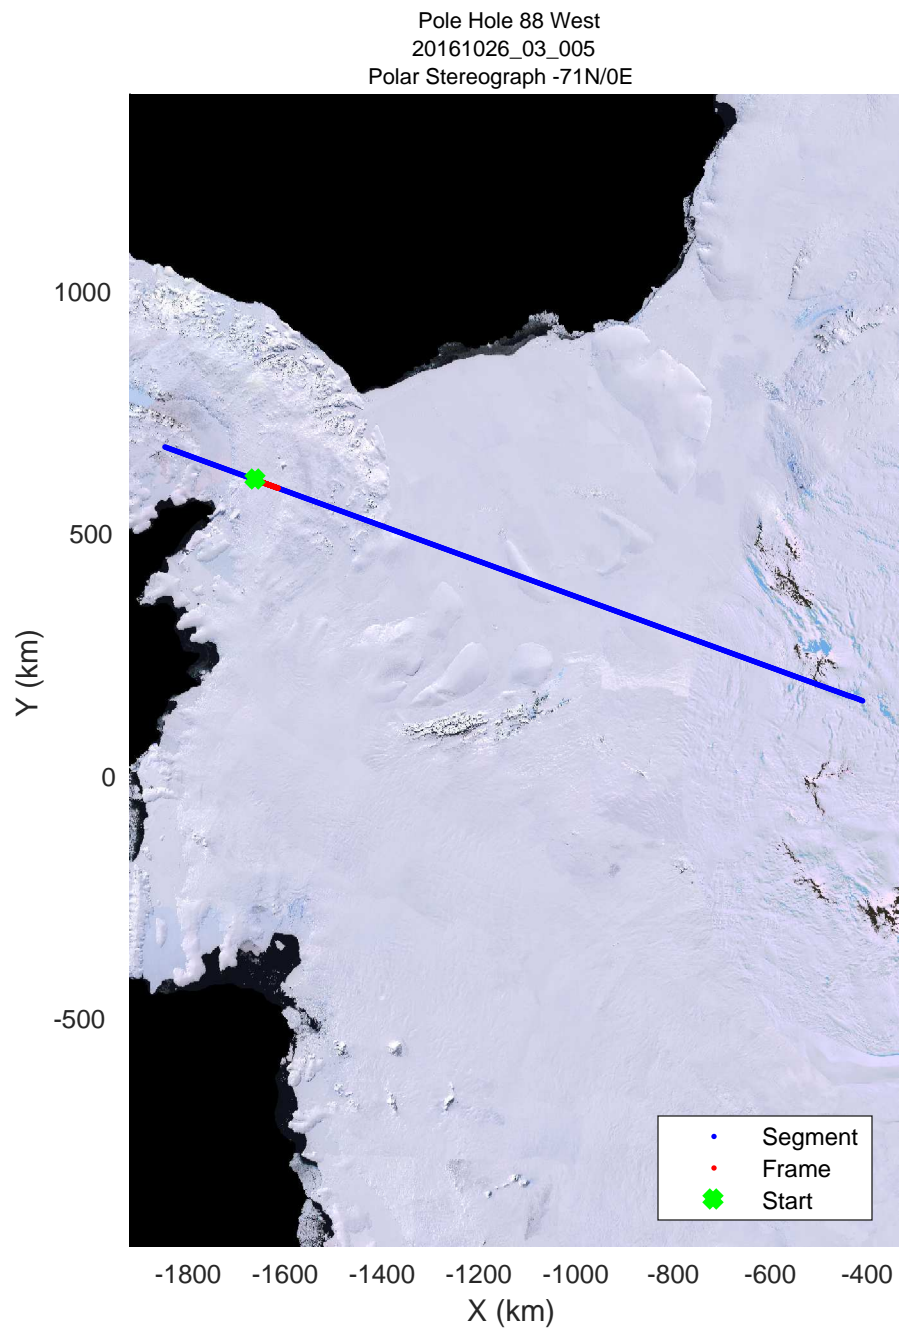 Pole Hole 88 West
20161026_03_005
Polar Stereograph -71N/0E
1000
500
0
-500
Y (km)
Segment
Frame
Start
-1800 -1600 -1400 -1200 -1000 -800 -600 -400
X (km)